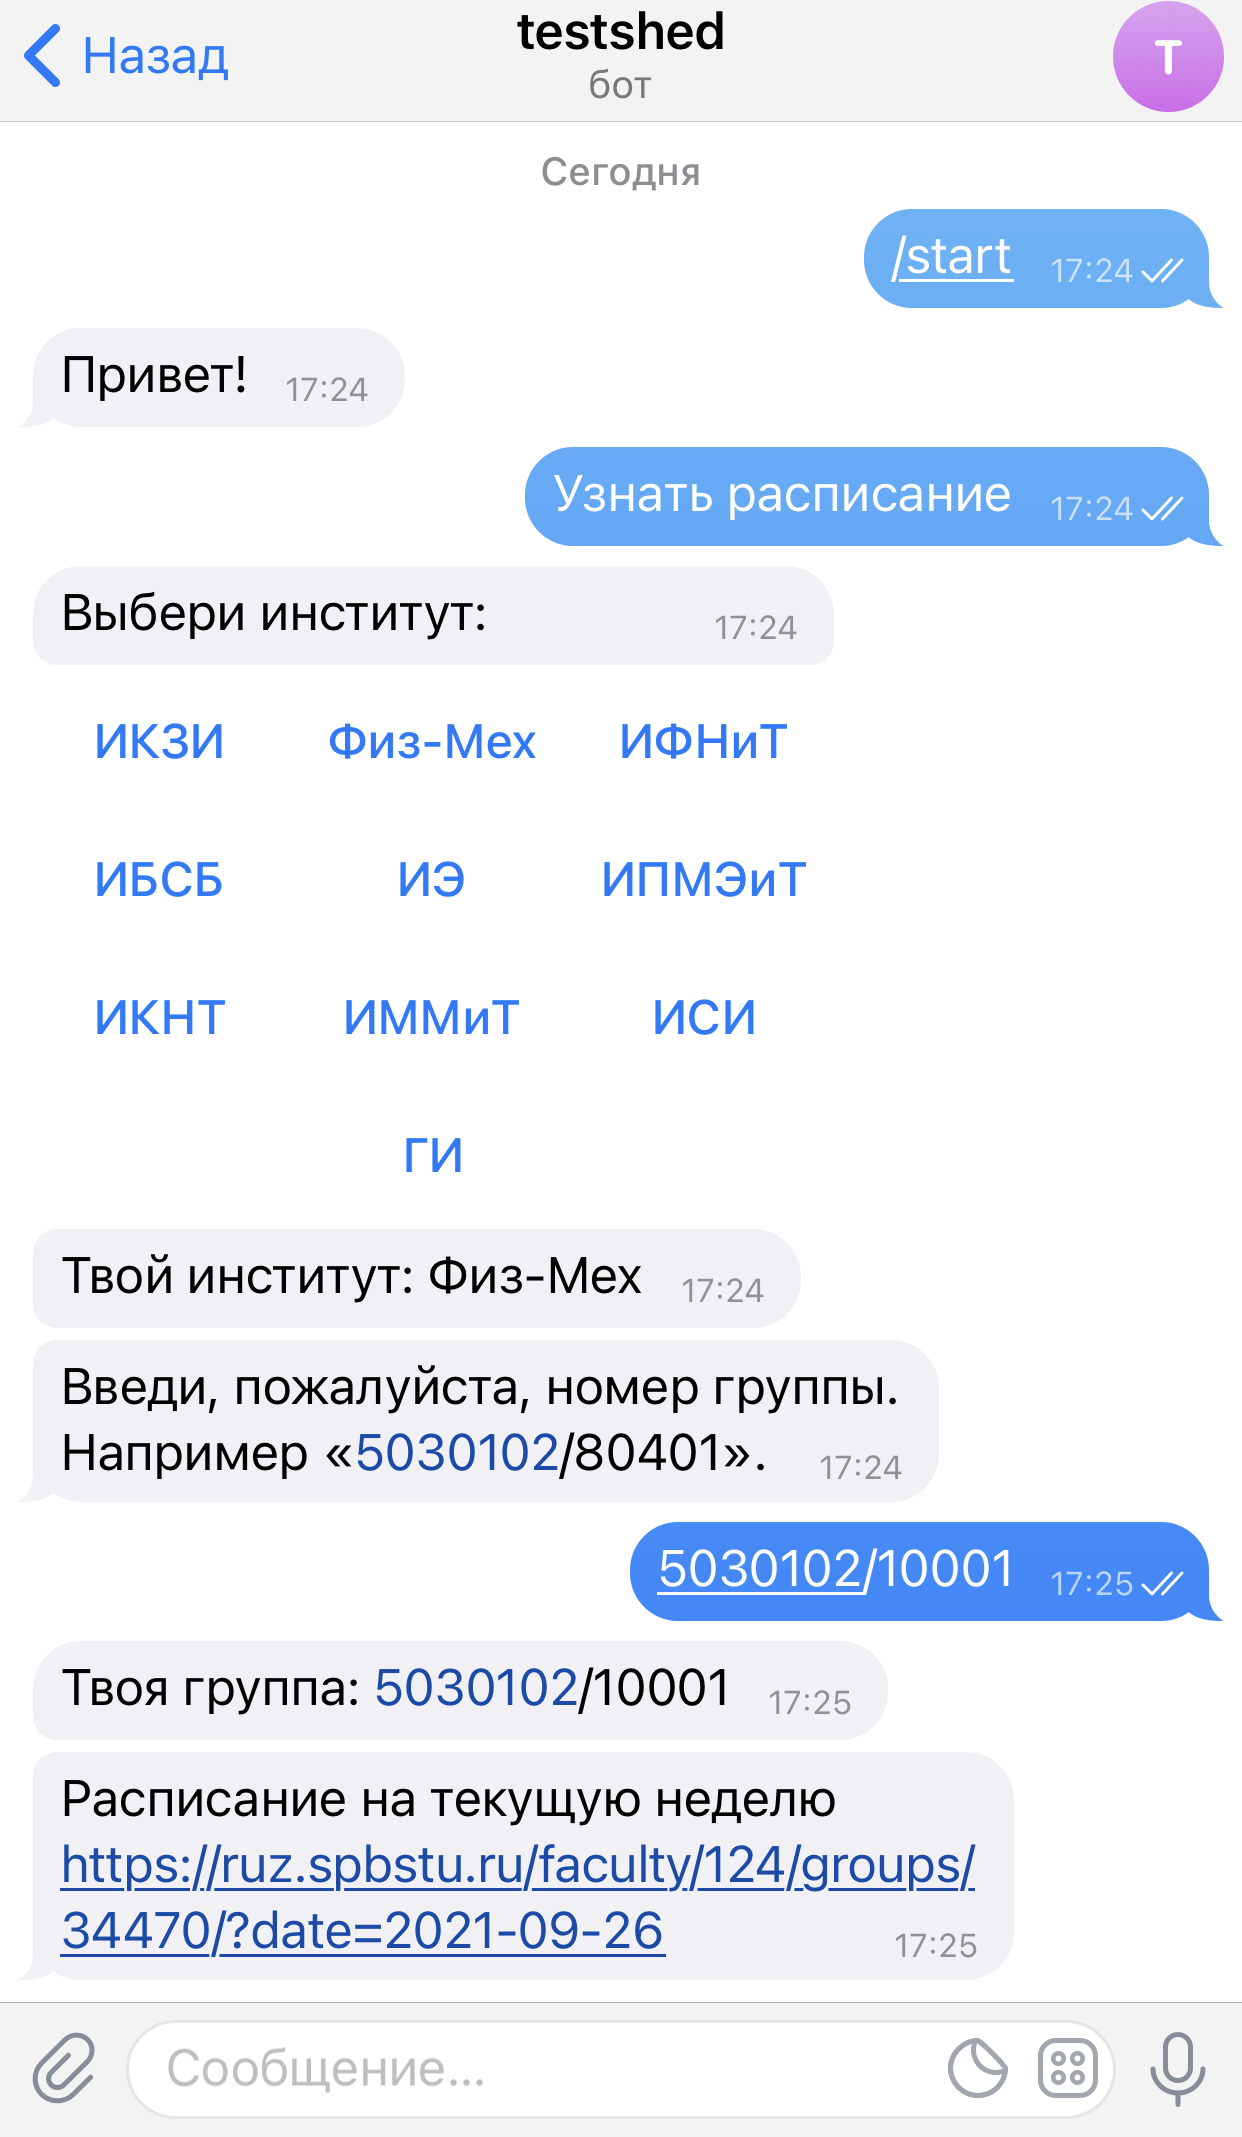 Назад
testshed
бот
T
Сегодня
/start 17:24
Привет! 17:24
Узнать расписание 17:24
Выбери институт: 17:24
ИКЗИ Физ-Мех ИФНиТ
ИБСБ ИЭ ИПМЭиТ
ИКНТ ИММиТ ИСИ
ГИ
Твой институт: Физ-Мех 17:24
Введи, пожалуйста, номер группы.
Например «5030102/80401». 17:24
5030102/10001 17:25
Твоя группа: 5030102/10001 17:25
Расписание на текущую неделю
https://ruz.spbstu.ru/faculty/124/groups/
34470/?date=2021-09-26 17:25
Сообщение...